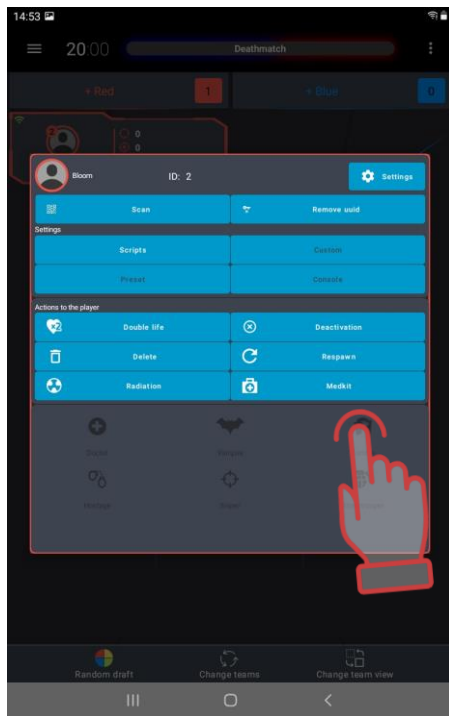 14:53
20:00 Deathmatch
+ Red 1 + Blue 0
0
0
Bloom ID: 2 Settings
Scan Remove uuid
Settings
Scripts Custom
Preset Console
Actions to the player
x2 Double life Deactivation
Delete Respawn
Radiation Medkit
Random draft Change teams Change team view